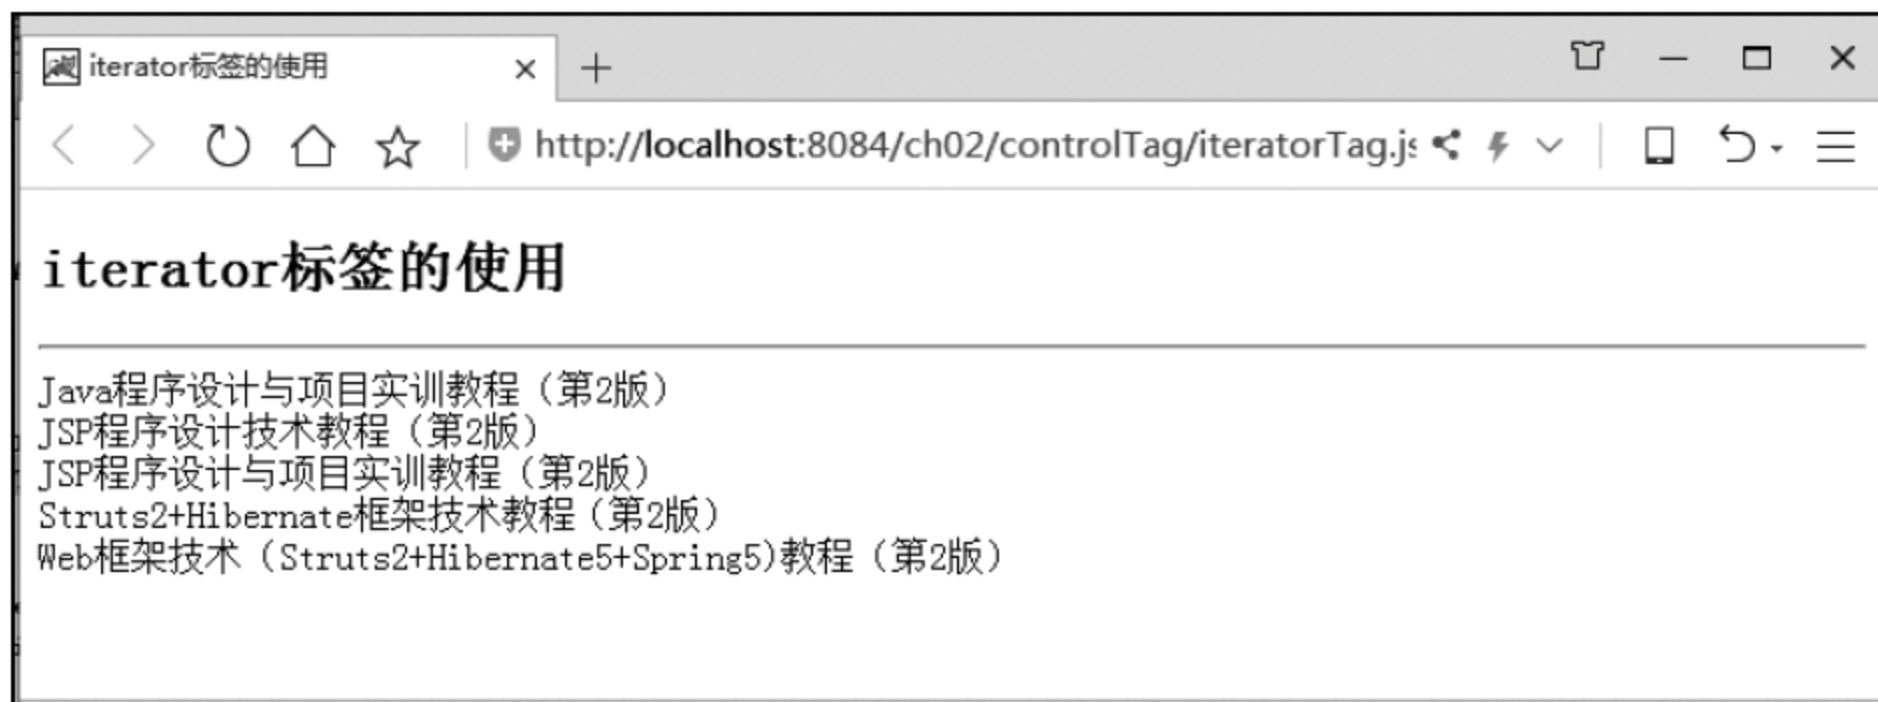 iterator标签的使用
http://localhost:8084/ch02/controlTag/iteratorTag.js
iterator标签的使用
Java程序设计与项目实训教程（第2版）
JSP程序设计技术教程（第2版）
JSP程序设计与项目实训教程（第2版）
Struts2+Hibernate框架技术教程（第2版）
Web框架技术（Struts2+Hibernate5+Spring5)教程（第2版）